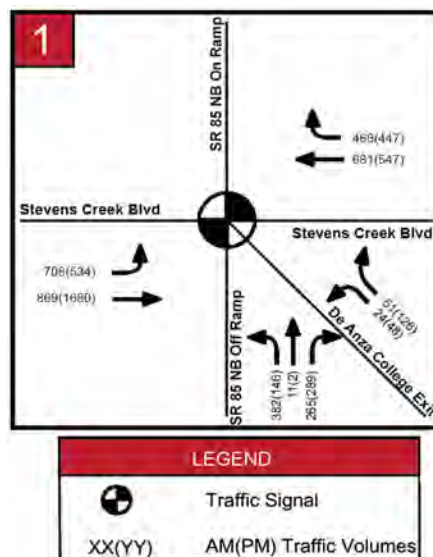 1
SR 85 NB On Ramp
468(447)
681(547)
Stevens Creek Blvd
Stevens Creek Blvd
708(534)
869(1680)
51(126)
24(48)
De Anza College Exit
SR 85 NB Off Ramp
382(146)
11(2)
265(289)
LEGEND
Traffic Signal
XX(YY) AM(PM) Traffic Volumes